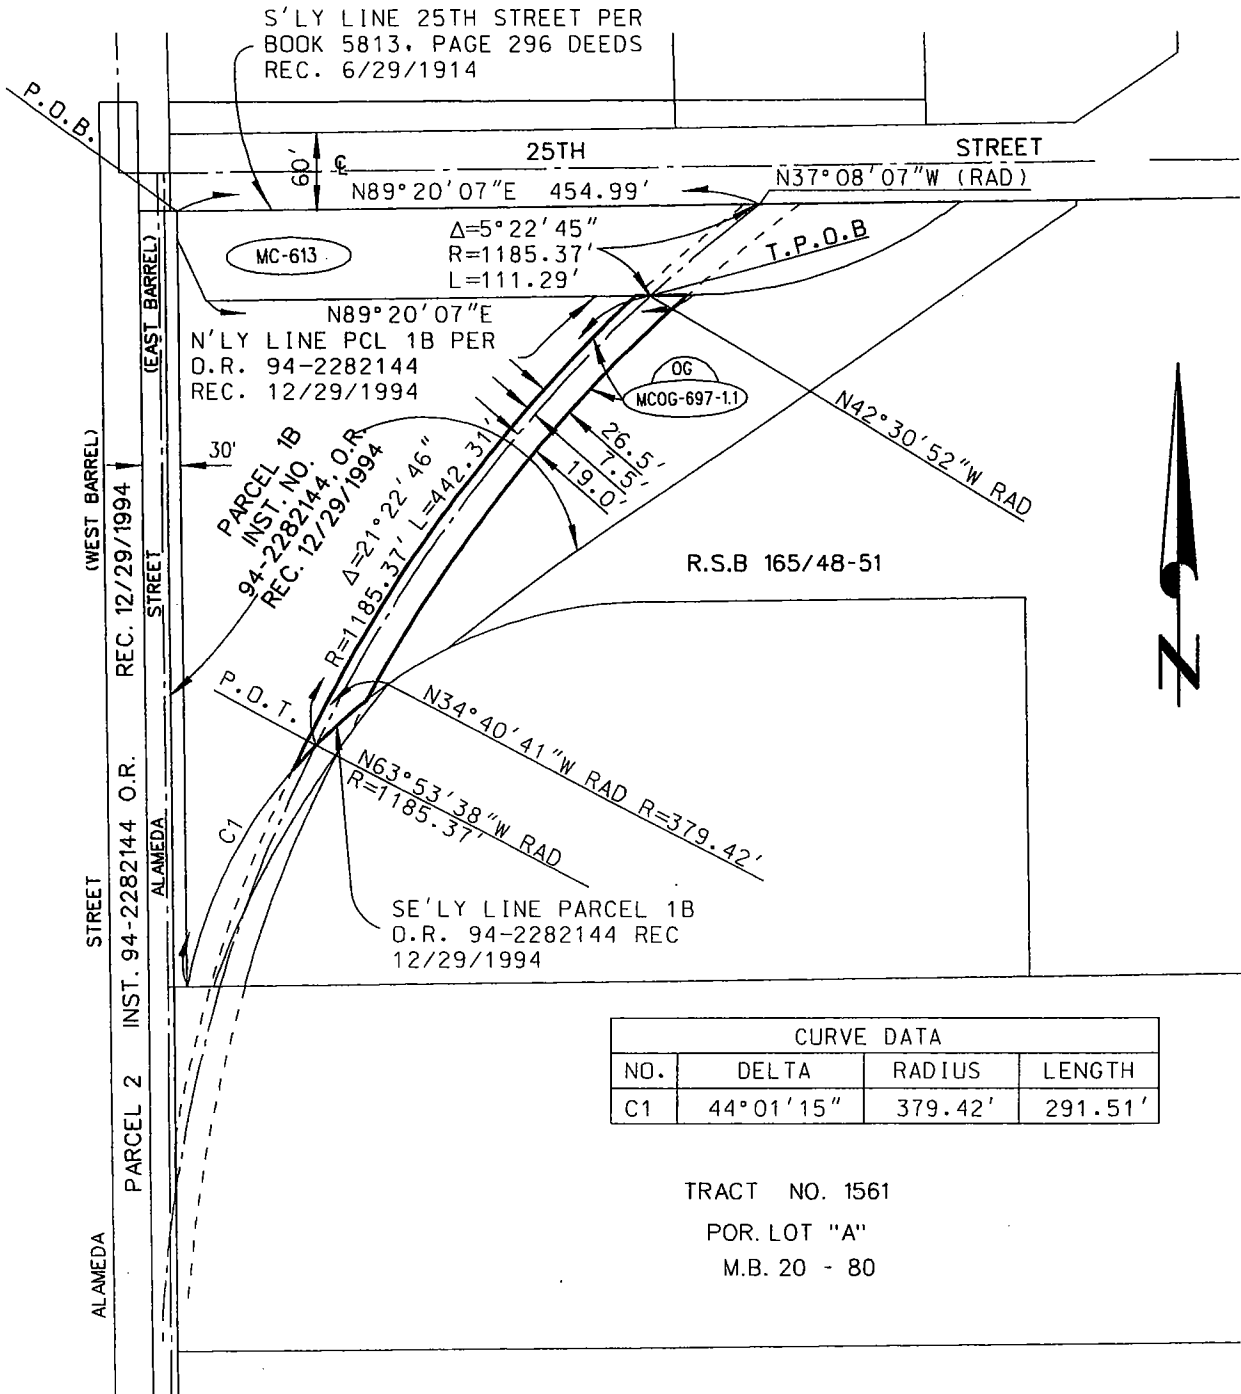 S'LY LINE 25TH STREET PER
BOOK 5813, PAGE 296 DEEDS
REC. 6/29/1914
P.O.B.
60'
℄
25TH
STREET
N89°20'07"E 454.99'
N37°08'07"W (RAD)
MC-613
Δ=5°22'45"
R=1185.37'
L=111.29'
T.P.O.B
(EAST BARREL)
N89°20'07"E
N'LY LINE PCL 1B PER
O.R. 94-2282144
REC. 12/29/1994
OG
MCOG-697-1.1
N42°30'52"W RAD
26.5'
7.5'
19.0'
30'
PARCEL 1B
INST. NO.
94-2282144, O.R.
REC. 12/29/1994
Δ=21°22'46"
R=1185.37' L=442.31'
(WEST BARREL)
REC. 12/29/1994
STREET
R.S.B 165/48-51
P.O.T.
N34°40'41"W RAD R=379.42'
N63°53'38"W RAD
R=1185.37'
C1
ALAMEDA
STREET
PARCEL 2 INST. 94-2282144 O.R.
SE'LY LINE PARCEL 1B
O.R. 94-2282144 REC
12/29/1994
N
CURVE DATA
NO. DELTA RADIUS LENGTH
C1 44°01'15" 379.42' 291.51'
TRACT NO. 1561
POR. LOT "A"
M.B. 20 - 80
ALAMEDA